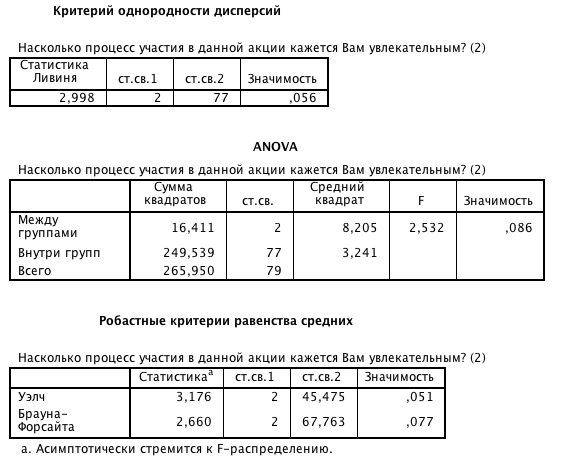 Критерий однородности дисперсий
Насколько процесс участия в данной акции кажется Вам увлекательным? (2)
Статистика Ливиня ст.св.1 ст.св.2 Значимость
2,998 2 77 ,056
ANOVA
Насколько процесс участия в данной акции кажется Вам увлекательным? (2)
Сумма квадратов ст.св. Средний квадрат F Значимость
Между группами 16,411 2 8,205 2,532 ,086
Внутри групп 249,539 77 3,241
Всего 265,950 79
Робастные критерии равенства средних
Насколько процесс участия в данной акции кажется Вам увлекательным? (2)
Статистикаª ст.св.1 ст.св.2 Значимость
Уэлч 3,176 2 45,475 ,051
Брауна-Форсайта 2,660 2 67,763 ,077
a. Асимптотически стремится к F-распределению.